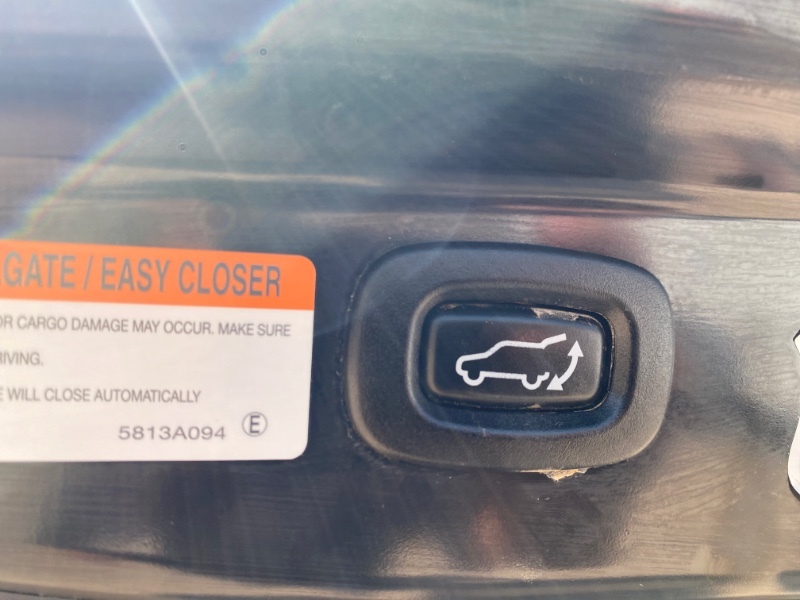 GATE / EASY CLOSER
OR CARGO DAMAGE MAY OCCUR. MAKE SURE
RIVING.
E WILL CLOSE AUTOMATICALLY
5813A094 E